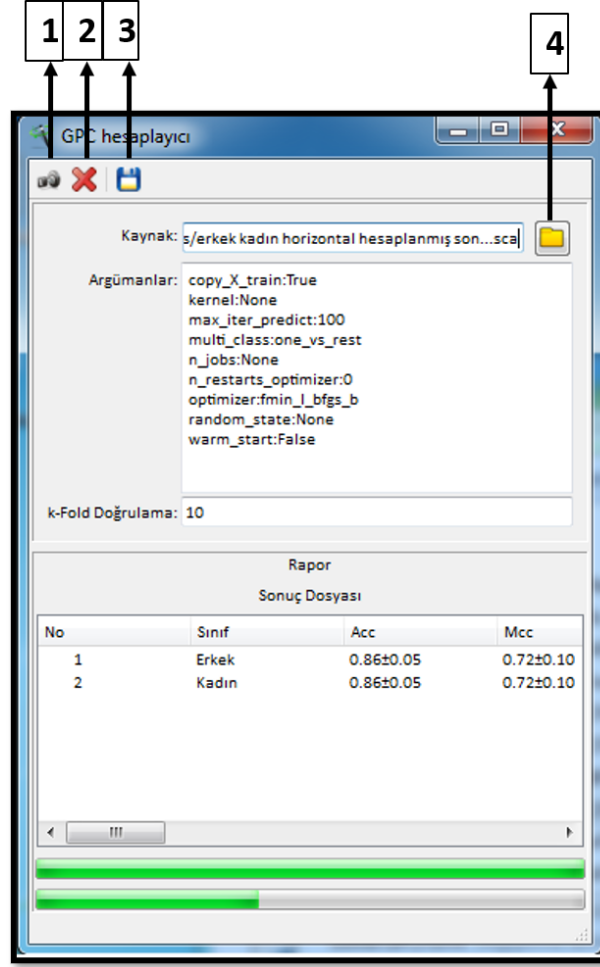 1 2 3 4
GPC hesaplayıcı
Kaynak: s/erkek kadın horizontal hesaplanmış son...sca
Argümanlar: copy_X_train:True
kernel:None
max_iter_predict:100
multi_class:one_vs_rest
n_jobs:None
n_restarts_optimizer:0
optimizer:fmin_l_bfgs_b
random_state:None
warm_start:False
k-Fold Doğrulama: 10
Rapor
Sonuç Dosyası
No Sınıf Acc Mcc
1 Erkek 0.86±0.05 0.72±0.10
2 Kadın 0.86±0.05 0.72±0.10